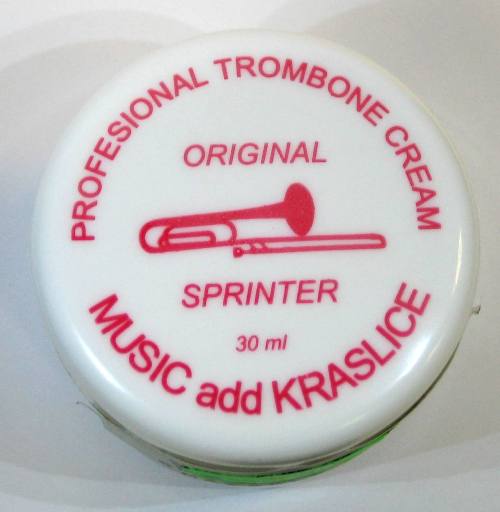 PROFESIONAL TROMBONE CREAM
ORIGINAL
SPRINTER
30 ml
MUSIC add KRASLICE